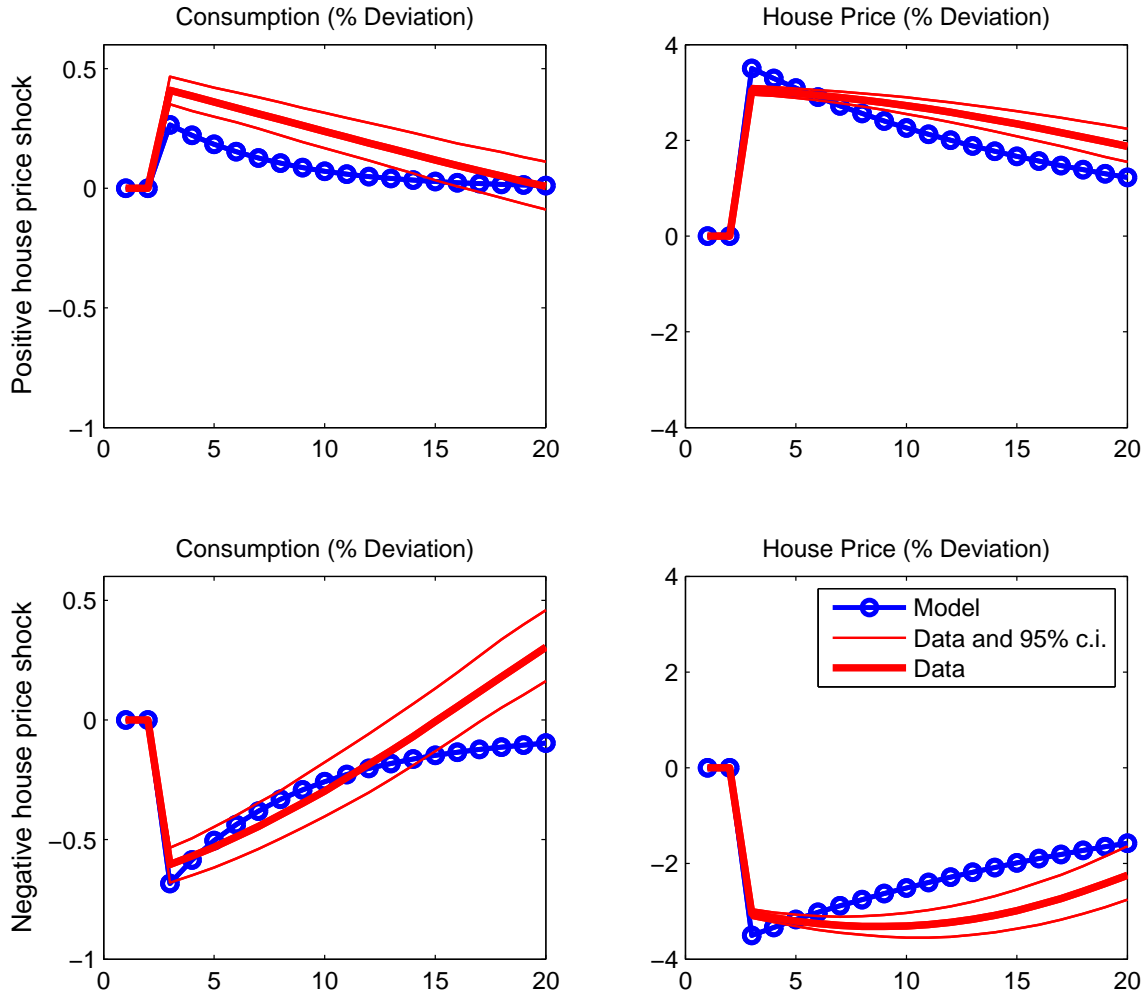 Consumption (% Deviation)
House Price (% Deviation)
Positive house price shock
0.5
0
−0.5
−1
0 5 10 15 20
4
2
0
−2
−4
0 5 10 15 20
Consumption (% Deviation)
House Price (% Deviation)
Negative house price shock
0.5
0
−0.5
−1
0 5 10 15 20
4
2
0
−2
−4
0 5 10 15 20
Model
Data and 95% c.i.
Data